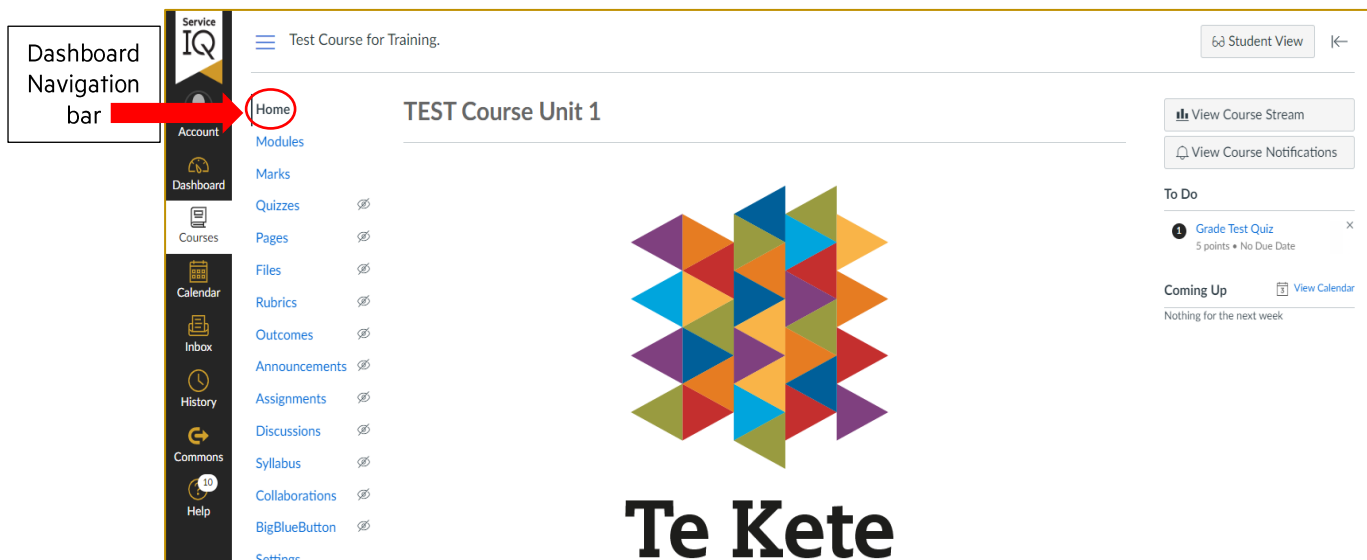 Dashboard
Navigation
bar
Service
IQ
Account
Dashboard
Courses
Calendar
Inbox
History
Commons
10
Help
Test Course for Training.
Student View
Home
Modules
Marks
Quizzes
Pages
Files
Rubrics
Outcomes
Announcements
Assignments
Discussions
Syllabus
Collaborations
BigBlueButton
Settings
TEST Course Unit 1
Te Kete
View Course Stream
View Course Notifications
To Do
1 Grade Test Quiz
5 points • No Due Date
Coming Up 3 View Calendar
Nothing for the next week